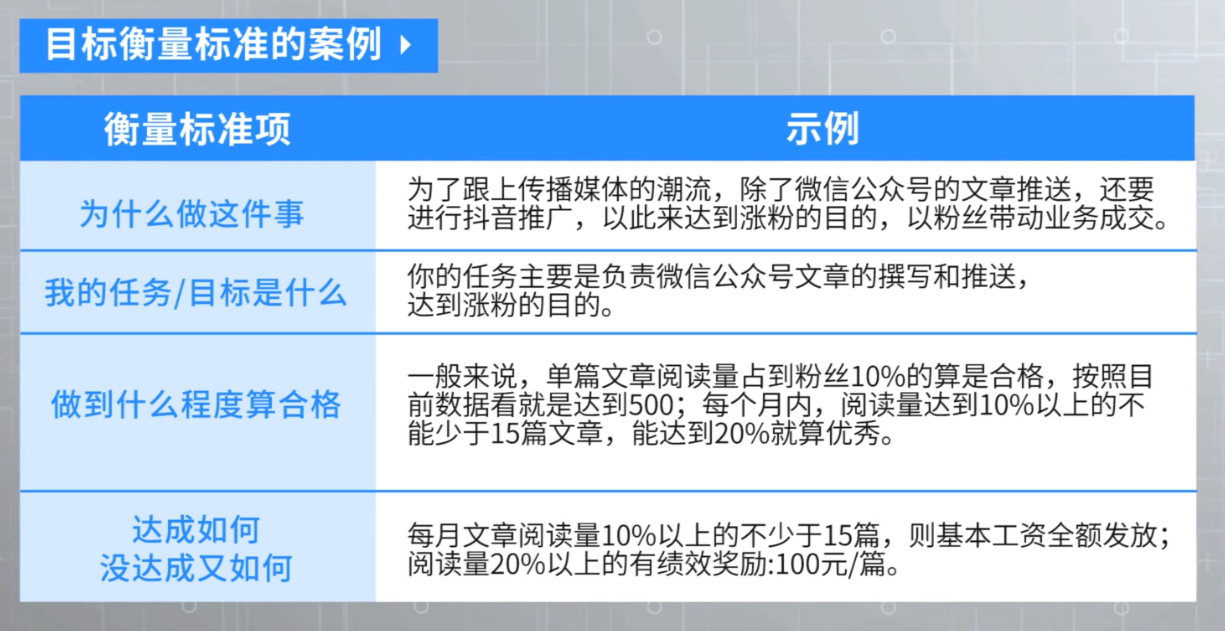 目标衡量标准的案例
衡量标准项
示例
为什么做这件事
为了跟上传播媒体的潮流，除了微信公众号的文章推送，还要
进行抖音推广，以此来达到涨粉的目的，以粉丝带动业务成交。
我的任务/目标是什么
你的任务主要是负责微信公众号文章的撰写和推送，
达到涨粉的目的。
做到什么程度算合格
一般来说，单篇文章阅读量占到粉丝10%的算是合格，按照目
前数据看就是达到500；每个月内，阅读量达到10%以上的不
能少于15篇文章，能达到20%就算优秀。
达成如何
没达成又如何
每月文章阅读量10%以上的不少于15篇，则基本工资全额发放；
阅读量20%以上的有绩效奖励:100元/篇。